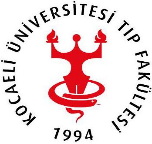 KOCAELİ ÜNİVERSİTESİ TIP FAKÜLTESİ
1994